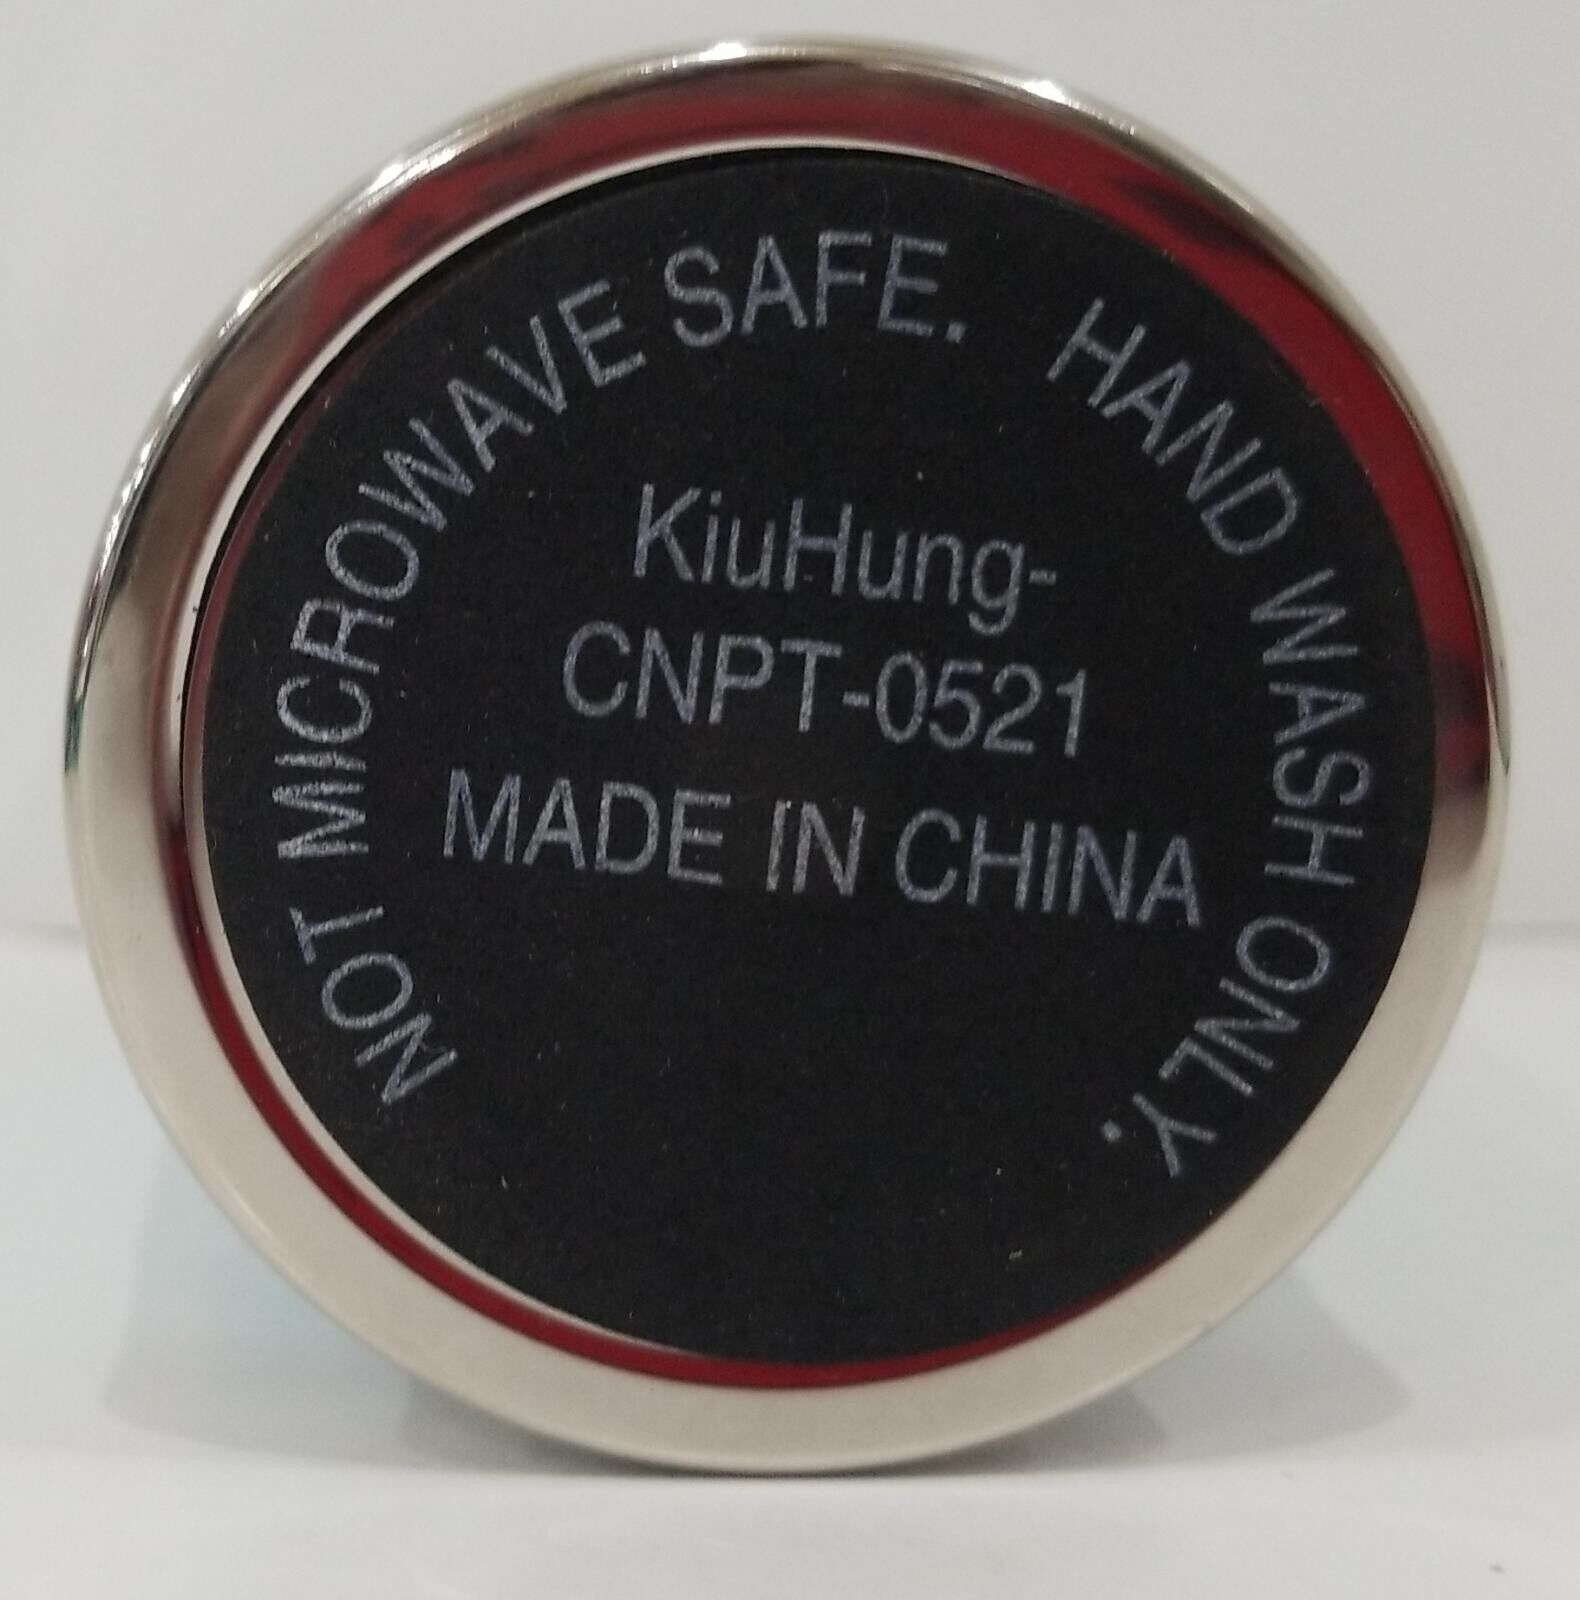 NOT MICROWAVE SAFE. HAND WASH ONLY.
KiuHung-
CNPT-0521
MADE IN CHINA